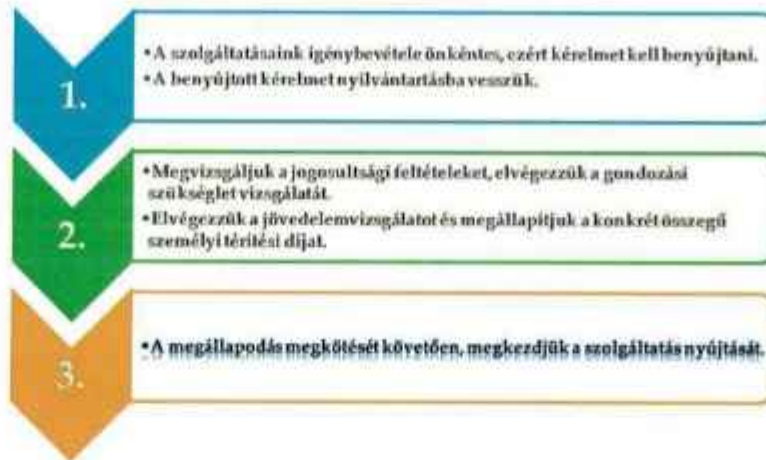 1.
• A szolgáltatásaink igénybevétele önkéntes, ezért kérelmet kell benyújtani.
• A benyújtott kérelmet nyilvántartásba vesszük.
2.
• Megvizsgáljuk a jogosultsági feltételeket, elvégezzük a gondozási
szükséglet vizsgálatát.
• Elvégezzük a jövedelemvizsgálatot és megállapítjuk a konkrét összegű
személyi térítési díjat.
3.
• A megállapodás megkötését követően, megkezdjük a szolgáltatás nyújtását.